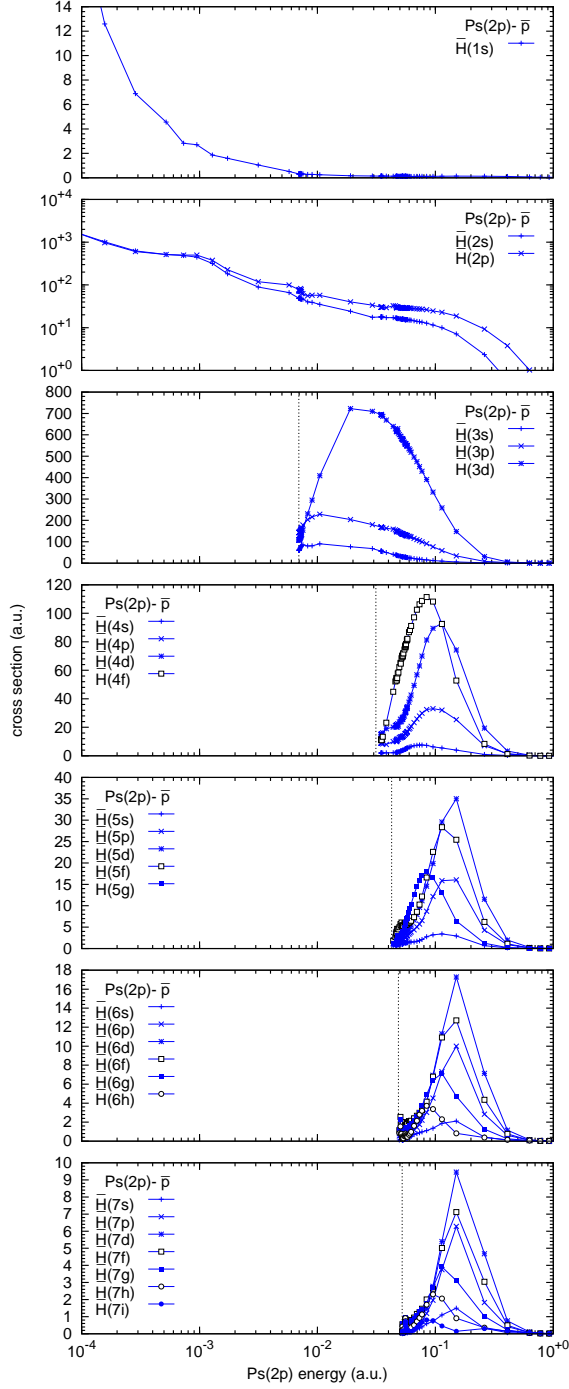 14
12
10
8
6
4
2
0
Ps(2p)- p̄
H̄(1s)
10⁺⁴
10⁺³
10⁺²
10⁺¹
10⁺⁰
Ps(2p)- p̄
H̄(2s)
H̄(2p)
800
700
600
500
400
300
200
100
0
Ps(2p)- p̄
H̄(3s)
H̄(3p)
H̄(3d)
cross section (a.u.)
120
100
80
60
40
20
0
Ps(2p)- p̄
H̄(4s)
H̄(4p)
H̄(4d)
H̄(4f)
40
35
30
25
20
15
10
5
0
Ps(2p)- p̄
H̄(5s)
H̄(5p)
H̄(5d)
H̄(5f)
H̄(5g)
18
16
14
12
10
8
6
4
2
0
Ps(2p)- p̄
H̄(6s)
H̄(6p)
H̄(6d)
H̄(6f)
H̄(6g)
H̄(6h)
10
9
8
7
6
5
4
3
2
1
0
Ps(2p)- p̄
H̄(7s)
H̄(7p)
H̄(7d)
H̄(7f)
H̄(7g)
H̄(7h)
H̄(7i)
10⁻⁴ 10⁻³ 10⁻² 10⁻¹ 10⁺⁰
Ps(2p) energy (a.u.)